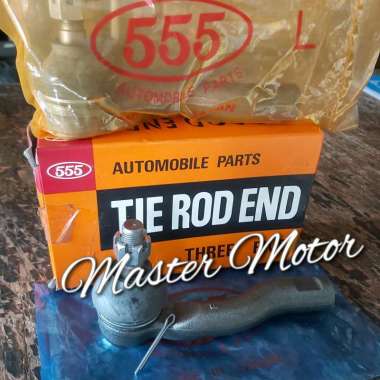 555
L
AUTOMOBILE PARTS
555
AUTOMOBILE PARTS
TIE ROD END
THREE
Master Motor